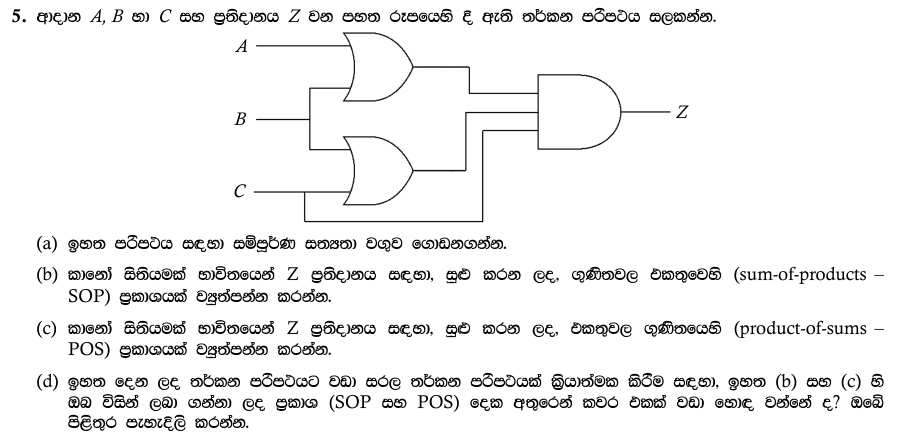 5. ආදාන A, B හා C සහ ප්‍රතිදානය Z වන පහත රූපයෙහි දී ඇති තර්කන පරිපථය සලකන්න.
A
B
Z
C
(a) ඉහත පරිපථය සඳහා සම්පූර්ණ සත්‍යතා වගුව ගොඩනගන්න.
(b) කානෝ සිතියමක් භාවිතයෙන් Z ප්‍රතිදානය සඳහා, සුළු කරන ලද, ගුණිතවල එකතුවෙහි (sum-of-products –
SOP) ප්‍රකාශයක් ව්‍යුත්පන්න කරන්න.
(c) කානෝ සිතියමක් භාවිතයෙන් Z ප්‍රතිදානය සඳහා, සුළු කරන ලද, එකතුවල ගුණිතයෙහි (product-of-sums –
POS) ප්‍රකාශයක් ව්‍යුත්පන්න කරන්න.
(d) ඉහත දෙන ලද තර්කන පරිපථයට වඩා සරල තර්කන පරිපථයක් ක්‍රියාත්මක කිරීම සඳහා, ඉහත (b) සහ (c) හි
ඔබ විසින් ලබා ගන්නා ලද ප්‍රකාශ (SOP සහ POS) දෙක අතුරෙන් කවර එකක් වඩා හොඳ වන්නේ ද? ඔබේ
පිළිතුර පැහැදිලි කරන්න.